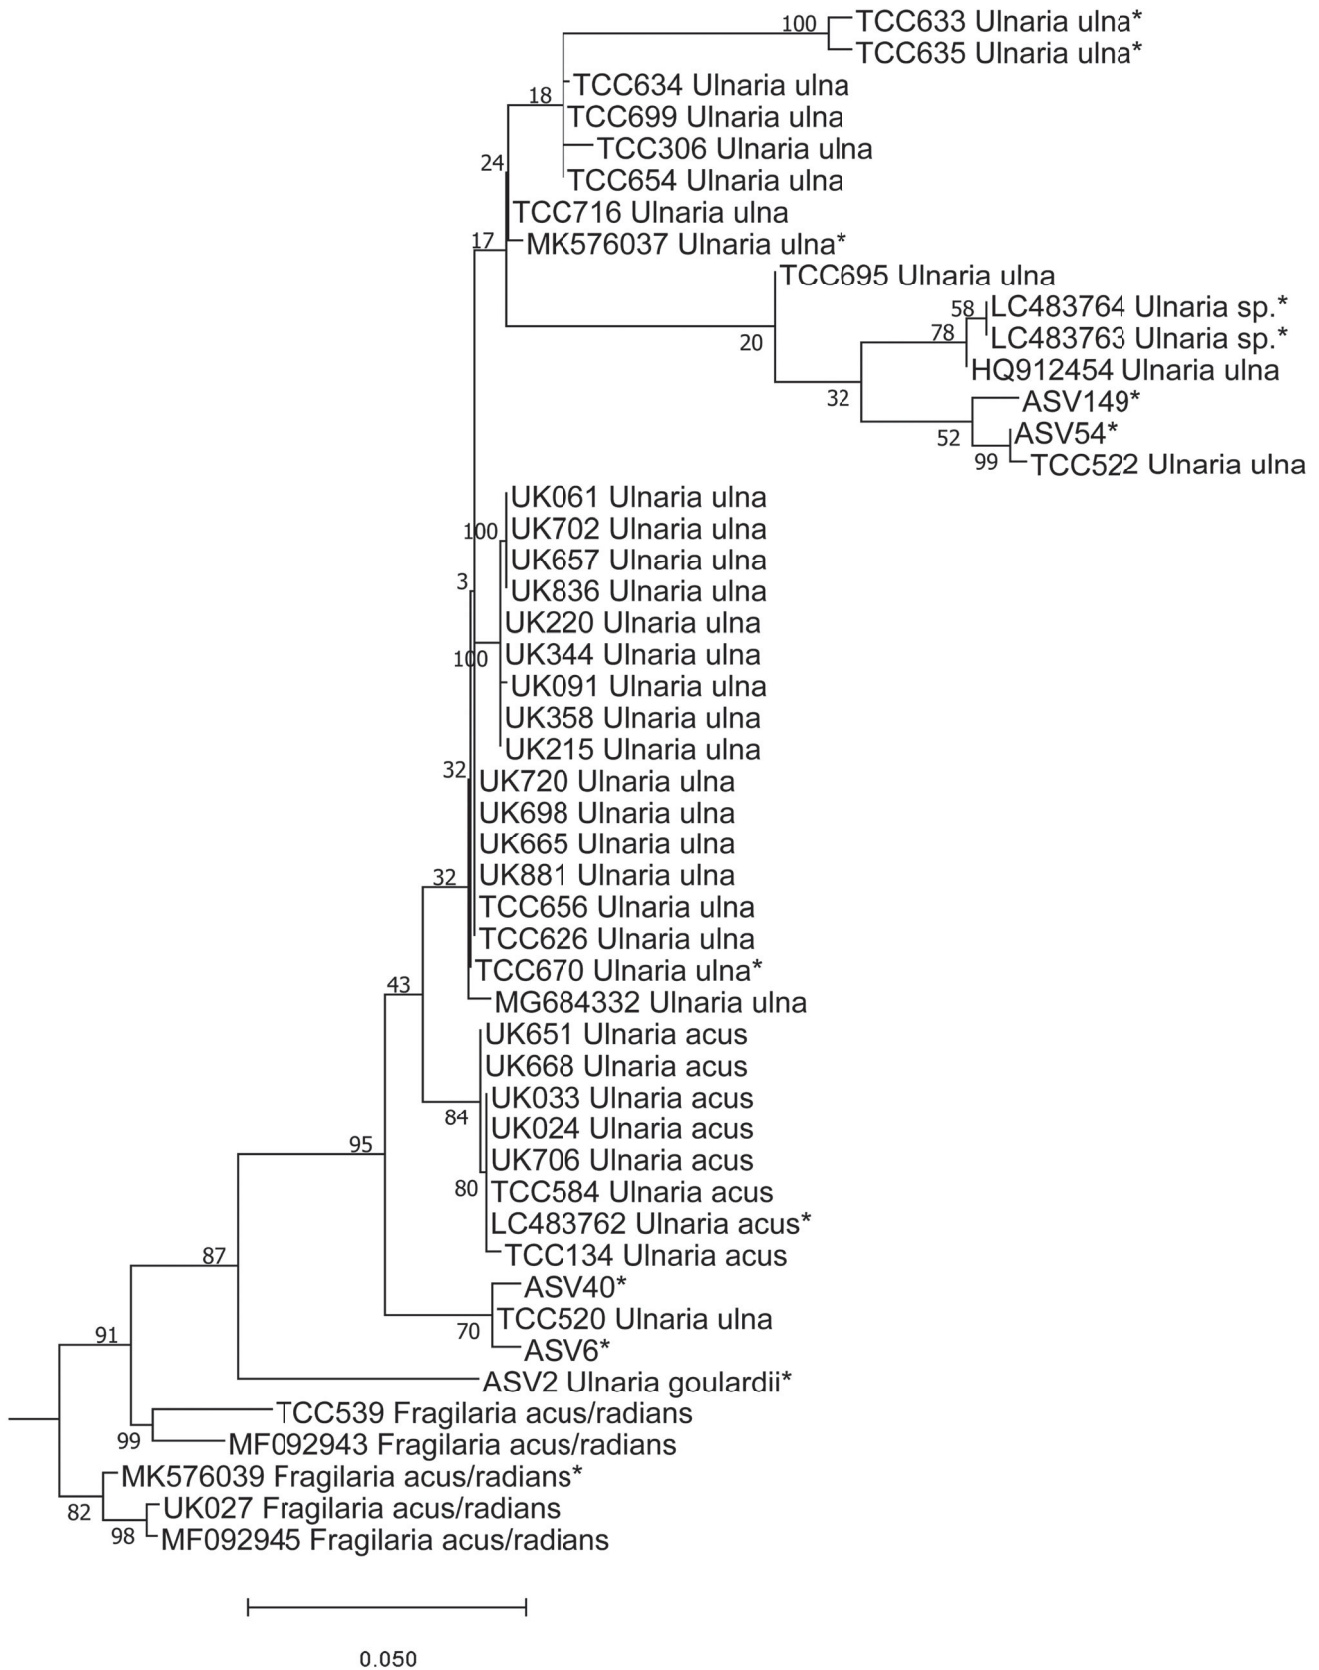 100
TCC633 Ulnaria ulna*
TCC635 Ulnaria ulna*
TCC634 Ulnaria ulna
18
TCC699 Ulnaria ulna
TCC306 Ulnaria ulna
24
TCC654 Ulnaria ulna
TCC716 Ulnaria ulna
17
MK576037 Ulnaria ulna*
TCC695 Ulnaria ulna
58
LC483764 Ulnaria sp.*
78
LC483763 Ulnaria sp.*
20
HQ912454 Ulnaria ulna
32
ASV149*
52
ASV54*
99
TCC522 Ulnaria ulna
UK061 Ulnaria ulna
100
UK702 Ulnaria ulna
UK657 Ulnaria ulna
3
UK836 Ulnaria ulna
UK220 Ulnaria ulna
100
UK344 Ulnaria ulna
UK091 Ulnaria ulna
UK358 Ulnaria ulna
UK215 Ulnaria ulna
32
UK720 Ulnaria ulna
UK698 Ulnaria ulna
UK665 Ulnaria ulna
32
UK881 Ulnaria ulna
TCC656 Ulnaria ulna
TCC626 Ulnaria ulna
TCC670 Ulnaria ulna*
43
MG684332 Ulnaria ulna
UK651 Ulnaria acus
UK668 Ulnaria acus
UK033 Ulnaria acus
84
UK024 Ulnaria acus
95
UK706 Ulnaria acus
80
TCC584 Ulnaria acus
LC483762 Ulnaria acus*
87
TCC134 Ulnaria acus
ASV40*
TCC520 Ulnaria ulna
70
91
ASV6*
ASV2 Ulnaria goulardii*
TCC539 Fragilaria acus/radians
99
MF092943 Fragilaria acus/radians
MK576039 Fragilaria acus/radians*
82
UK027 Fragilaria acus/radians
98
MF092945 Fragilaria acus/radians
0.050